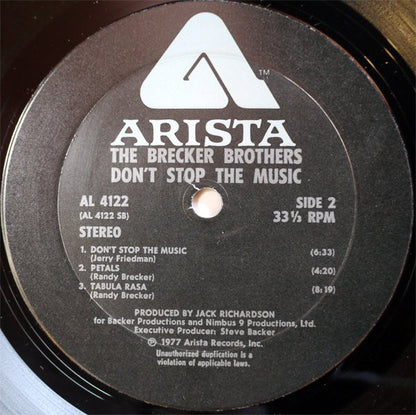 TM
ARISTA
THE BRECKER BROTHERS
DON'T STOP THE MUSIC
AL 4122 SIDE 2
(AL 4122 SB) 33⅓ RPM
STEREO
1. DON'T STOP THE MUSIC (6:33)
(Jerry Friedman)
2. PETALS (4:20)
(Randy Brecker)
3. TABULA RASA (8:19)
(Randy Brecker)
PRODUCED BY JACK RICHARDSON
for Backer Productions and Nimbus 9 Productions, Ltd.
Executive Producer: Steve Backer
℗ 1977 Arista Records, Inc.
Unauthorized duplication is a
violation of applicable laws.